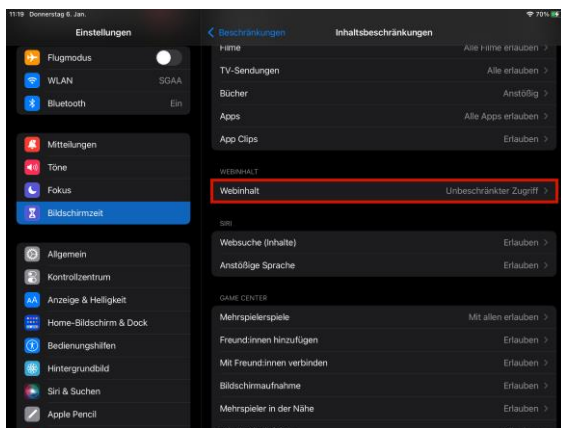 11:19 Donnerstag 6. Jan.
70%
Einstellungen
Flugmodus
WLAN SGAA
Bluetooth Ein
Mitteilungen
Töne
Fokus
Bildschirmzeit
Allgemein
Kontrollzentrum
AA Anzeige & Helligkeit
Home-Bildschirm & Dock
Bedienungshilfen
Hintergrundbild
Siri & Suchen
Apple Pencil
Beschränkungen Inhaltsbeschränkungen
Filme Alle Filme erlauben
TV-Sendungen Alle erlauben
Bücher Anstößig
Apps Alle Apps erlauben
App Clips Erlauben
WEBINHALT
Webinhalt Unbeschränkter Zugriff
SIRI
Websuche (Inhalte) Erlauben
Anstößige Sprache Erlauben
GAME CENTER
Mehrspielerspiele Mit allen erlauben
Freund:innen hinzufügen Erlauben
Mit Freund:innen verbinden Erlauben
Bildschirmaufnahme Erlauben
Mehrspieler in der Nähe Erlauben